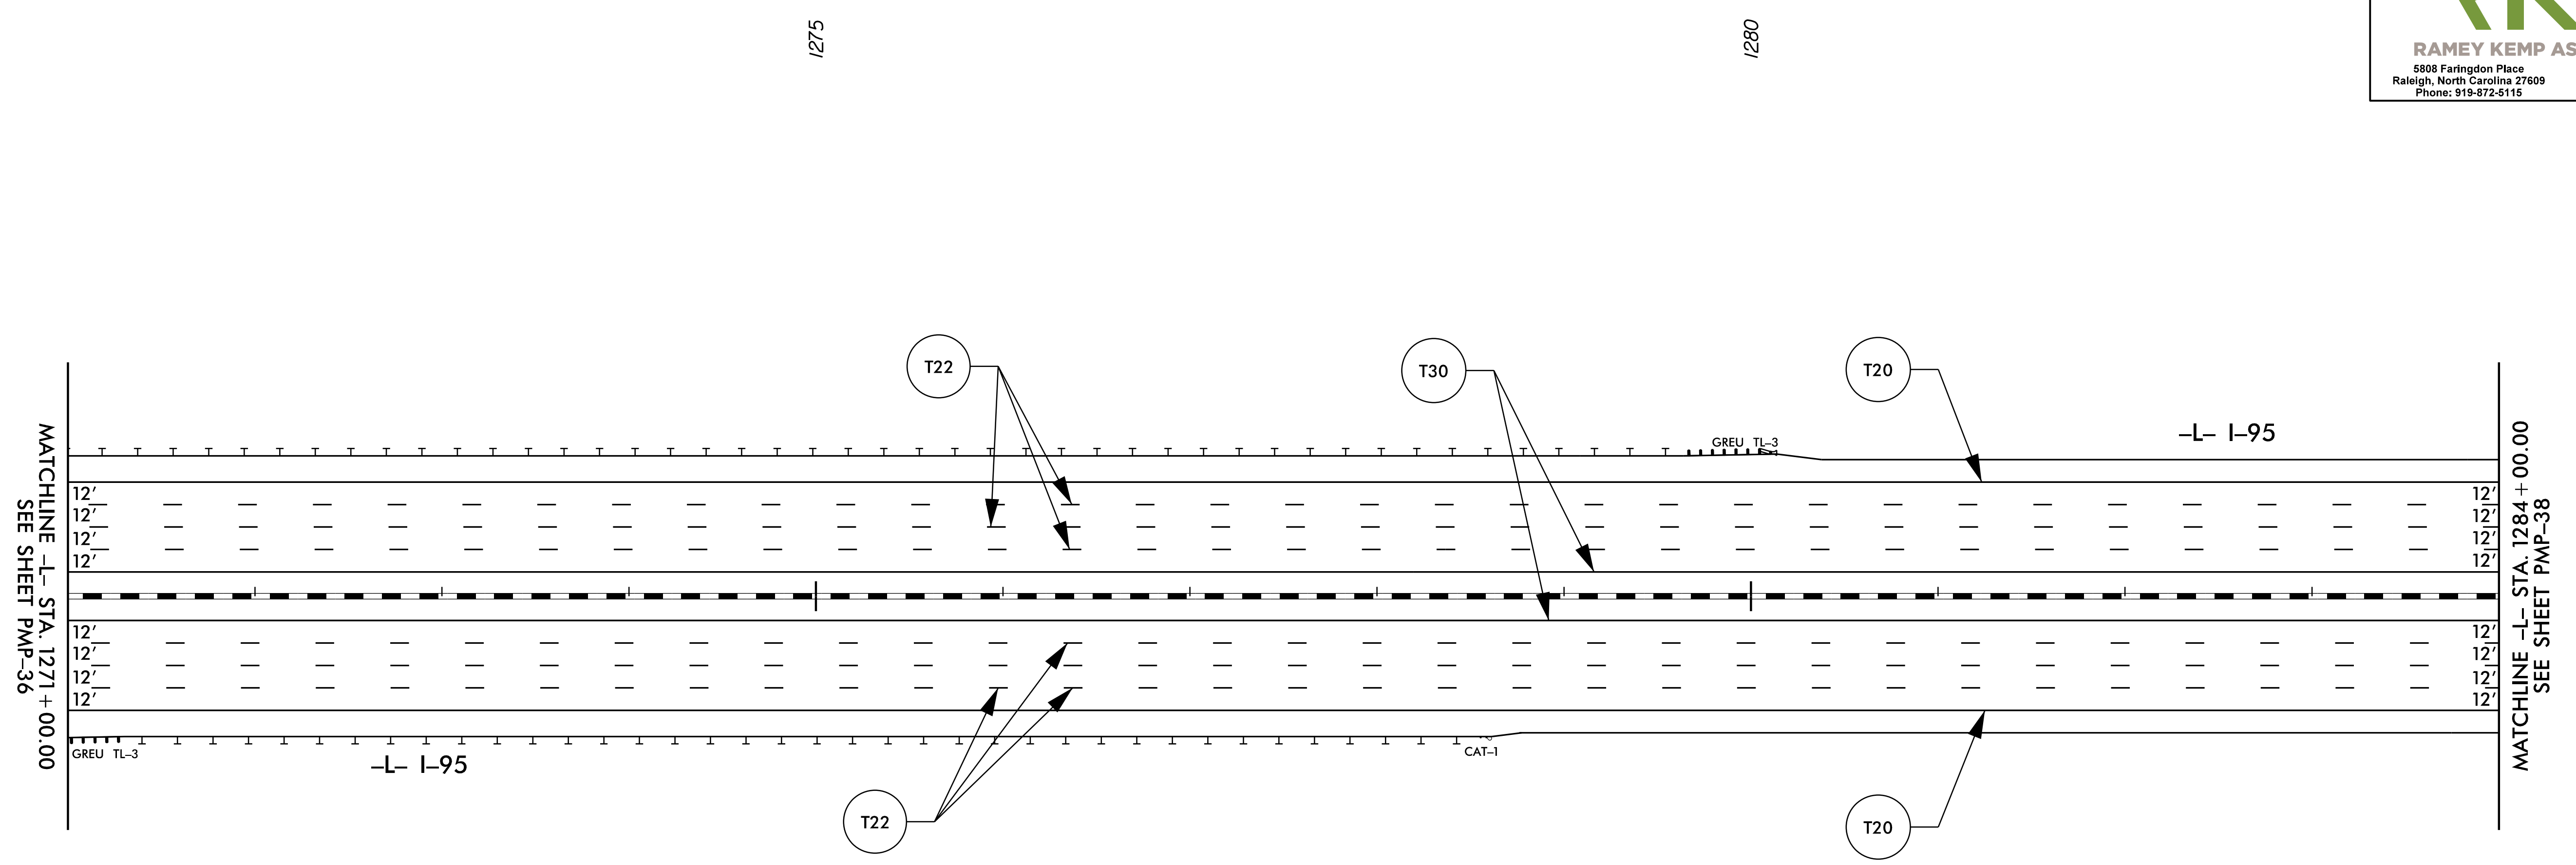 1275
1280
RAMEY KEMP AS
5808 Faringdon Place
Raleigh, North Carolina 27609
Phone: 919-872-5115
T22
T30
T20
GREU TL–3
–L– I–95
MATCHLINE –L– STA. 1271+00.00
SEE SHEET PMP–36
12'
12'
12'
12'
12'
12'
12'
12'
MATCHLINE –L– STA. 1284+00.00
SEE SHEET PMP–38
12'
12'
12'
12'
12'
12'
12'
12'
GREU TL–3
–L– I–95
CAT–1
T22
T20